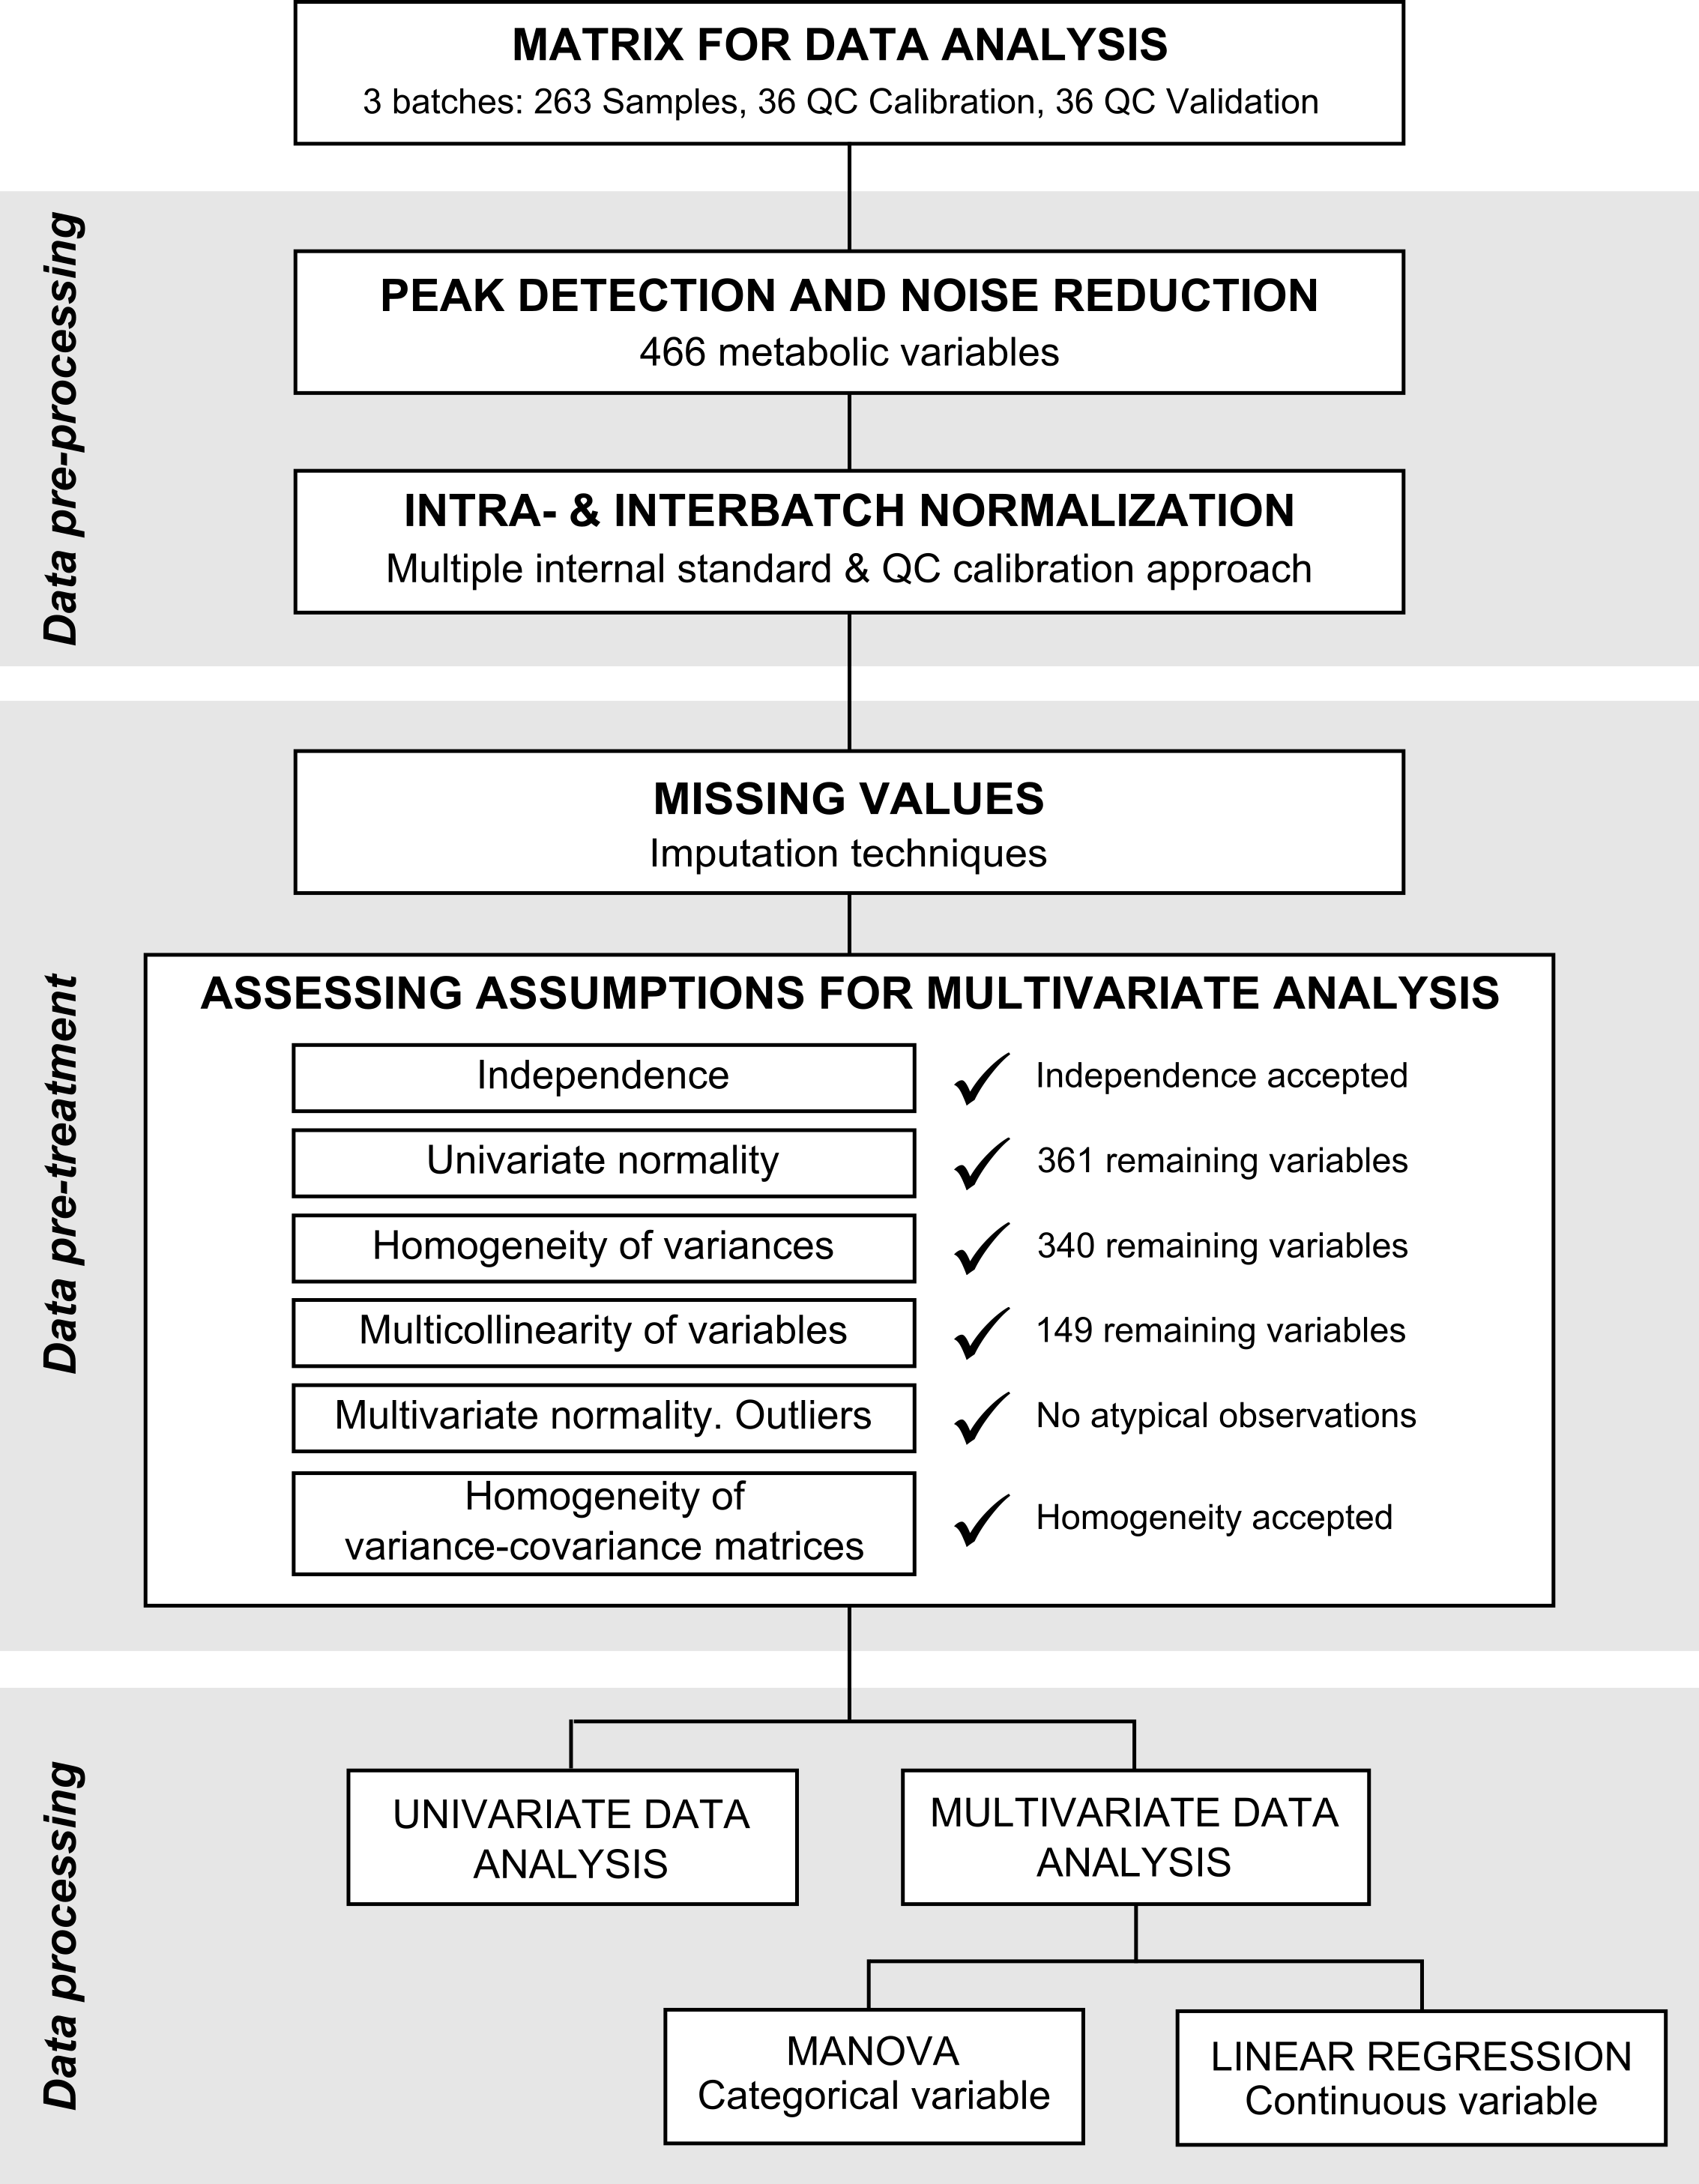 MATRIX FOR DATA ANALYSIS
3 batches: 263 Samples, 36 QC Calibration, 36 QC Validation
Data pre-processing
PEAK DETECTION AND NOISE REDUCTION
466 metabolic variables
INTRA- & INTERBATCH NORMALIZATION
Multiple internal standard & QC calibration approach
Data pre-treatment
MISSING VALUES
Imputation techniques
ASSESSING ASSUMPTIONS FOR MULTIVARIATE ANALYSIS
Independence
Independence accepted
Univariate normality
361 remaining variables
Homogeneity of variances
340 remaining variables
Multicollinearity of variables
149 remaining variables
Multivariate normality. Outliers
No atypical observations
Homogeneity of
variance-covariance matrices
Homogeneity accepted
Data processing
UNIVARIATE DATA
ANALYSIS
MULTIVARIATE DATA
ANALYSIS
MANOVA
Categorical variable
LINEAR REGRESSION
Continuous variable